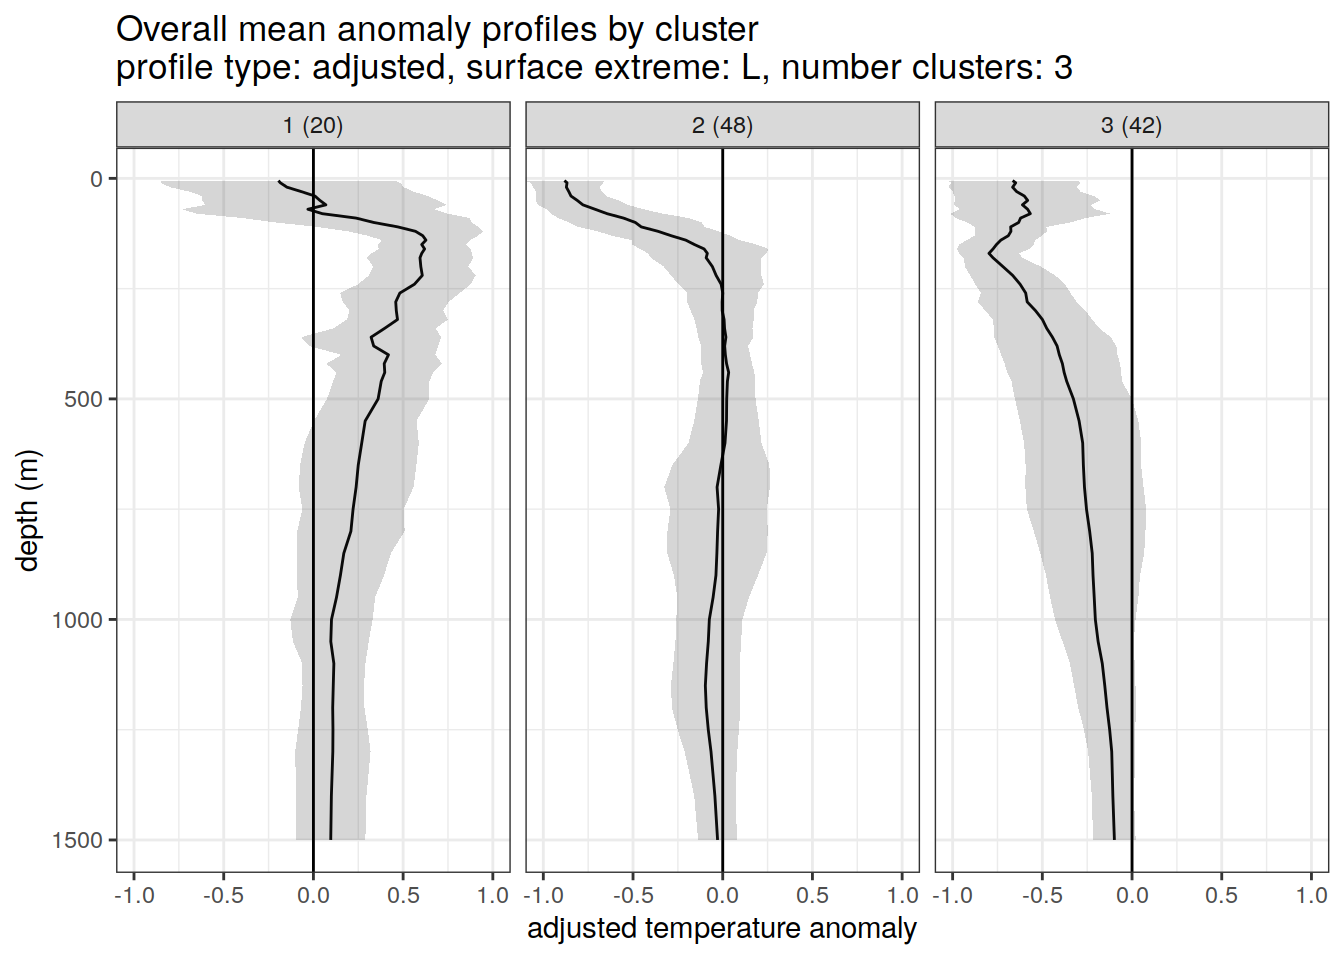 Overall mean anomaly profiles by cluster
profile type: adjusted, surface extreme: L, number clusters: 3
1 (20)
2 (48)
3 (42)
0
500
1000
1500
depth (m)
-1.0 -0.5 0.0 0.5 1.0
-1.0 -0.5 0.0 0.5 1.0
-1.0 -0.5 0.0 0.5 1.0
adjusted temperature anomaly